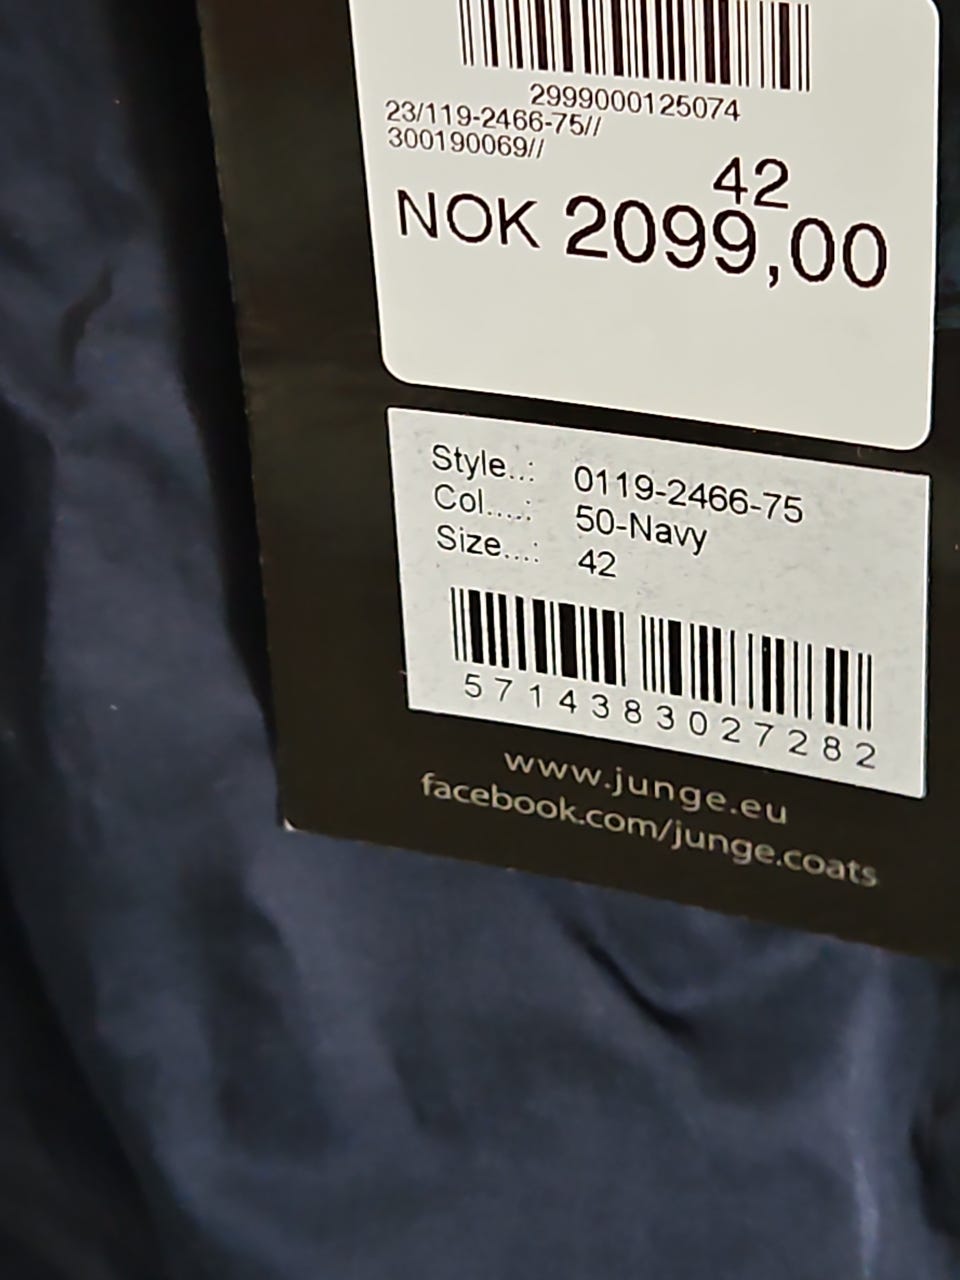 2999000125074
23/119-2466-75//
300190069//
42
NOK 2099,00
Style..: 0119-2466-75
Col.....: 50-Navy
Size....: 42
5714383027282
www.junge.eu
facebook.com/junge.coats